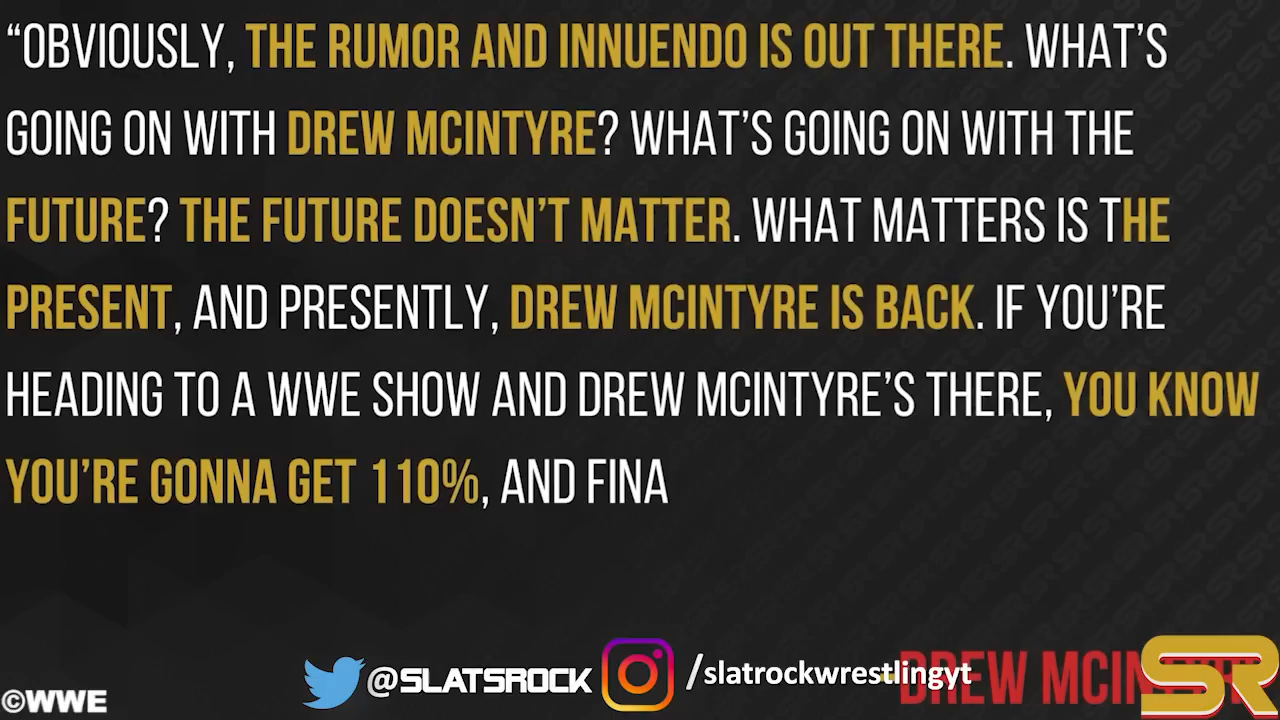 “OBVIOUSLY, THE RUMOR AND INNUENDO IS OUT THERE. WHAT’S
GOING ON WITH DREW MCINTYRE? WHAT’S GOING ON WITH THE
FUTURE? THE FUTURE DOESN’T MATTER. WHAT MATTERS IS THE
PRESENT, AND PRESENTLY, DREW MCINTYRE IS BACK. IF YOU’RE
HEADING TO A WWE SHOW AND DREW MCINTYRE’S THERE, YOU KNOW
YOU’RE GONNA GET 110%, AND FINA
©WWE
@SLATSROCK
/slatrockwrestlingyt
DREW
SR